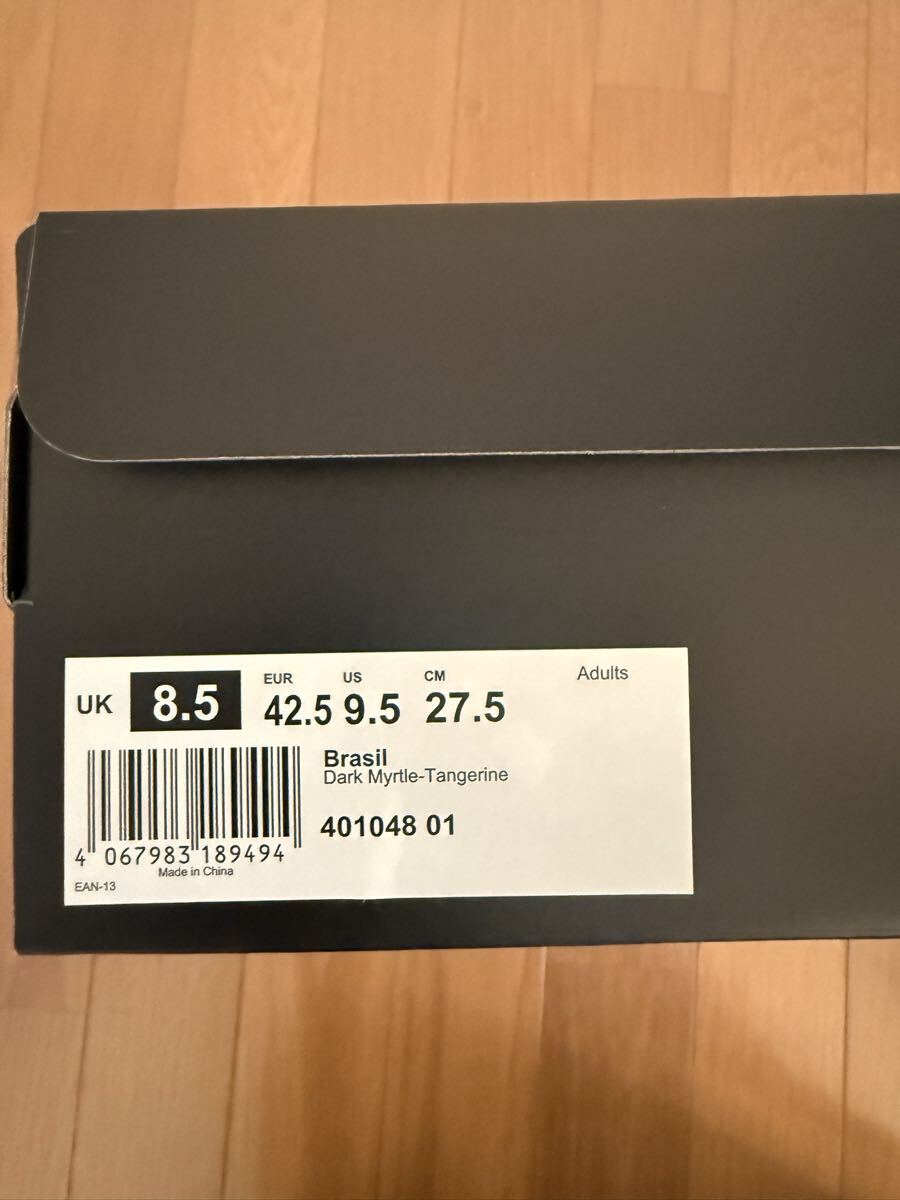 UK 8.5 EUR 42.5 US 9.5 CM 27.5 Adults
Brasil
Dark Myrtle-Tangerine
401048 01
4 067983 189494
Made in China
EAN-13